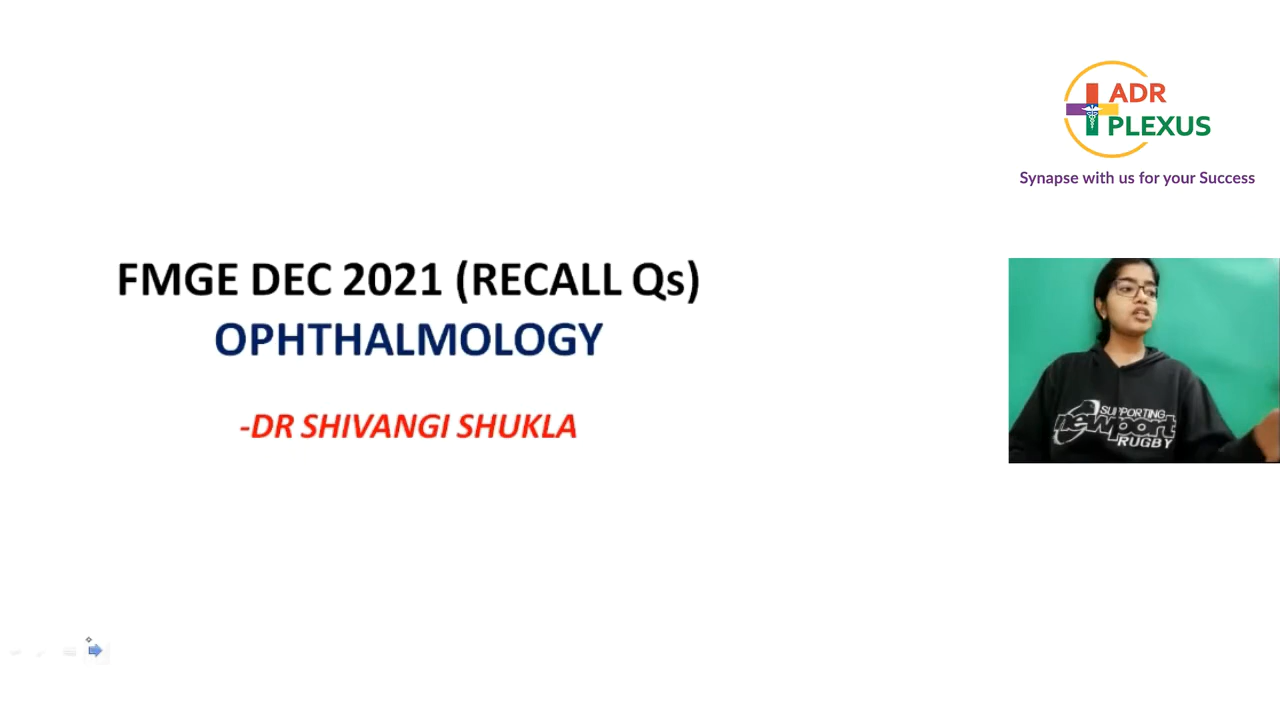 ADR
PLEXUS
Synapse with us for your Success
FMGE DEC 2021 (RECALL Qs)
OPHTHALMOLOGY
-DR SHIVANGI SHUKLA
SUPPORTING
newport
RUGBY